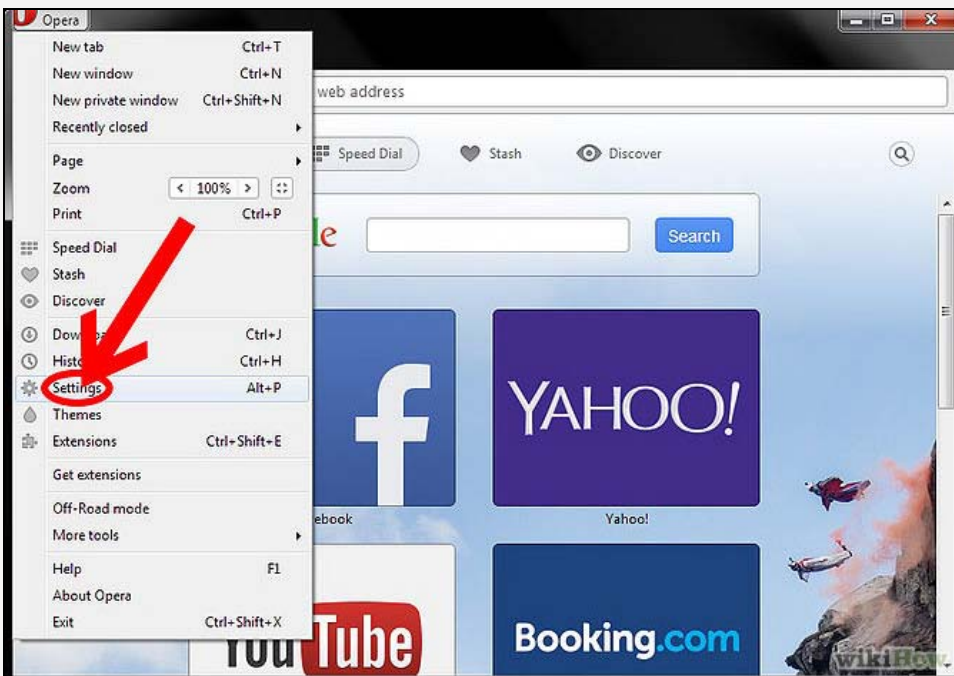 Opera
New tab Ctrl+T
New window Ctrl+N
New private window Ctrl+Shift+N
Recently closed
Page
Zoom 100%
Print Ctrl+P
Speed Dial
Stash
Discover
Ctrl+J
Ctrl+H
Settings Alt+P
Themes
Extensions Ctrl+Shift+E
Get extensions
Off-Road mode
More tools
Help F1
About Opera
Exit Ctrl+Shift+X
web address
Speed Dial Stash Discover
le Search
f YAHOO!
ebook Yahoo!
YouTube Booking.com
wikiHow